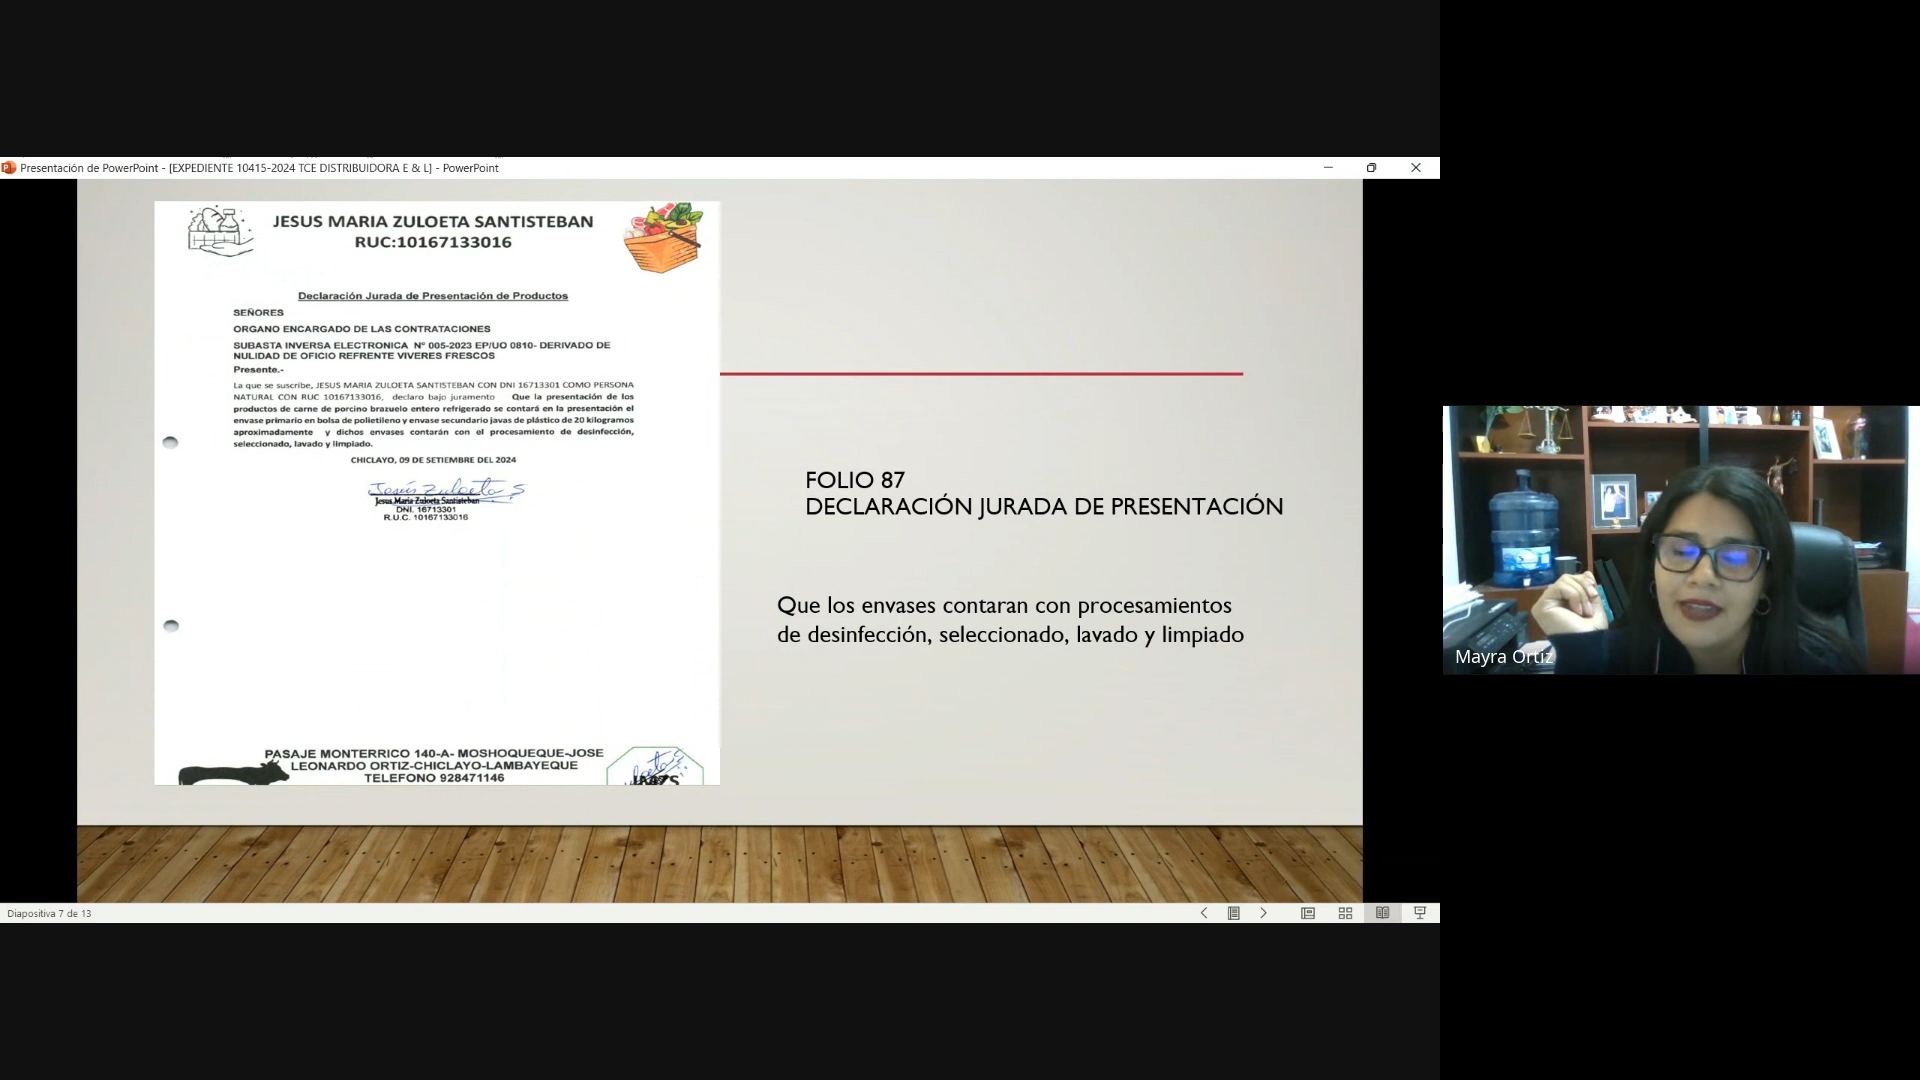 Presentación de PowerPoint - [EXPEDIENTE 10415-2024 TCE DISTRIBUIDORA E & L] - PowerPoint
JESUS MARIA ZULOETA SANTISTEBAN
RUC:10167133016
Declaración Jurada de Presentación de Productos
SEÑORES
ORGANO ENCARGADO DE LAS CONTRATACIONES
SUBASTA INVERSA ELECTRONICA Nº 005-2023 EP/UO 0810- DERIVADO DE
NULIDAD DE OFICIO REFRENTE VIVERES FRESCOS
Presente.-
La que se suscribe, JESUS MARIA ZULOETA SANTISTEBAN CON DNI 16713301 COMO PERSONA
NATURAL CON RUC 10167133016, declaro bajo juramento Que la presentación de los
productos de carne de porcino brazuelo entero refrigerado se contará en la presentación el
envase primario en bolsa de polietileno y envase secundario javas de plástico de 20 kilogramos
aproximadamente y dichos envases contarán con el procesamiento de desinfección,
seleccionado, lavado y limpiado.
CHICLAYO, 09 DE SETIEMBRE DEL 2024
Jesús Zuloeta S
Jesus Maria Zuloeta Santisteban
DNI. 16713301
R.U.C. 10167133016
PASAJE MONTERRICO 140-A- MOSHOQUEQUE-JOSE
LEONARDO ORTIZ-CHICLAYO-LAMBAYEQUE
TELEFONO 928471146
JMZS
FOLIO 87
DECLARACIÓN JURADA DE PRESENTACIÓN
Que los envases contaran con procesamientos
de desinfección, seleccionado, lavado y limpiado
Mayra Ortiz
Diapositiva 7 de 13